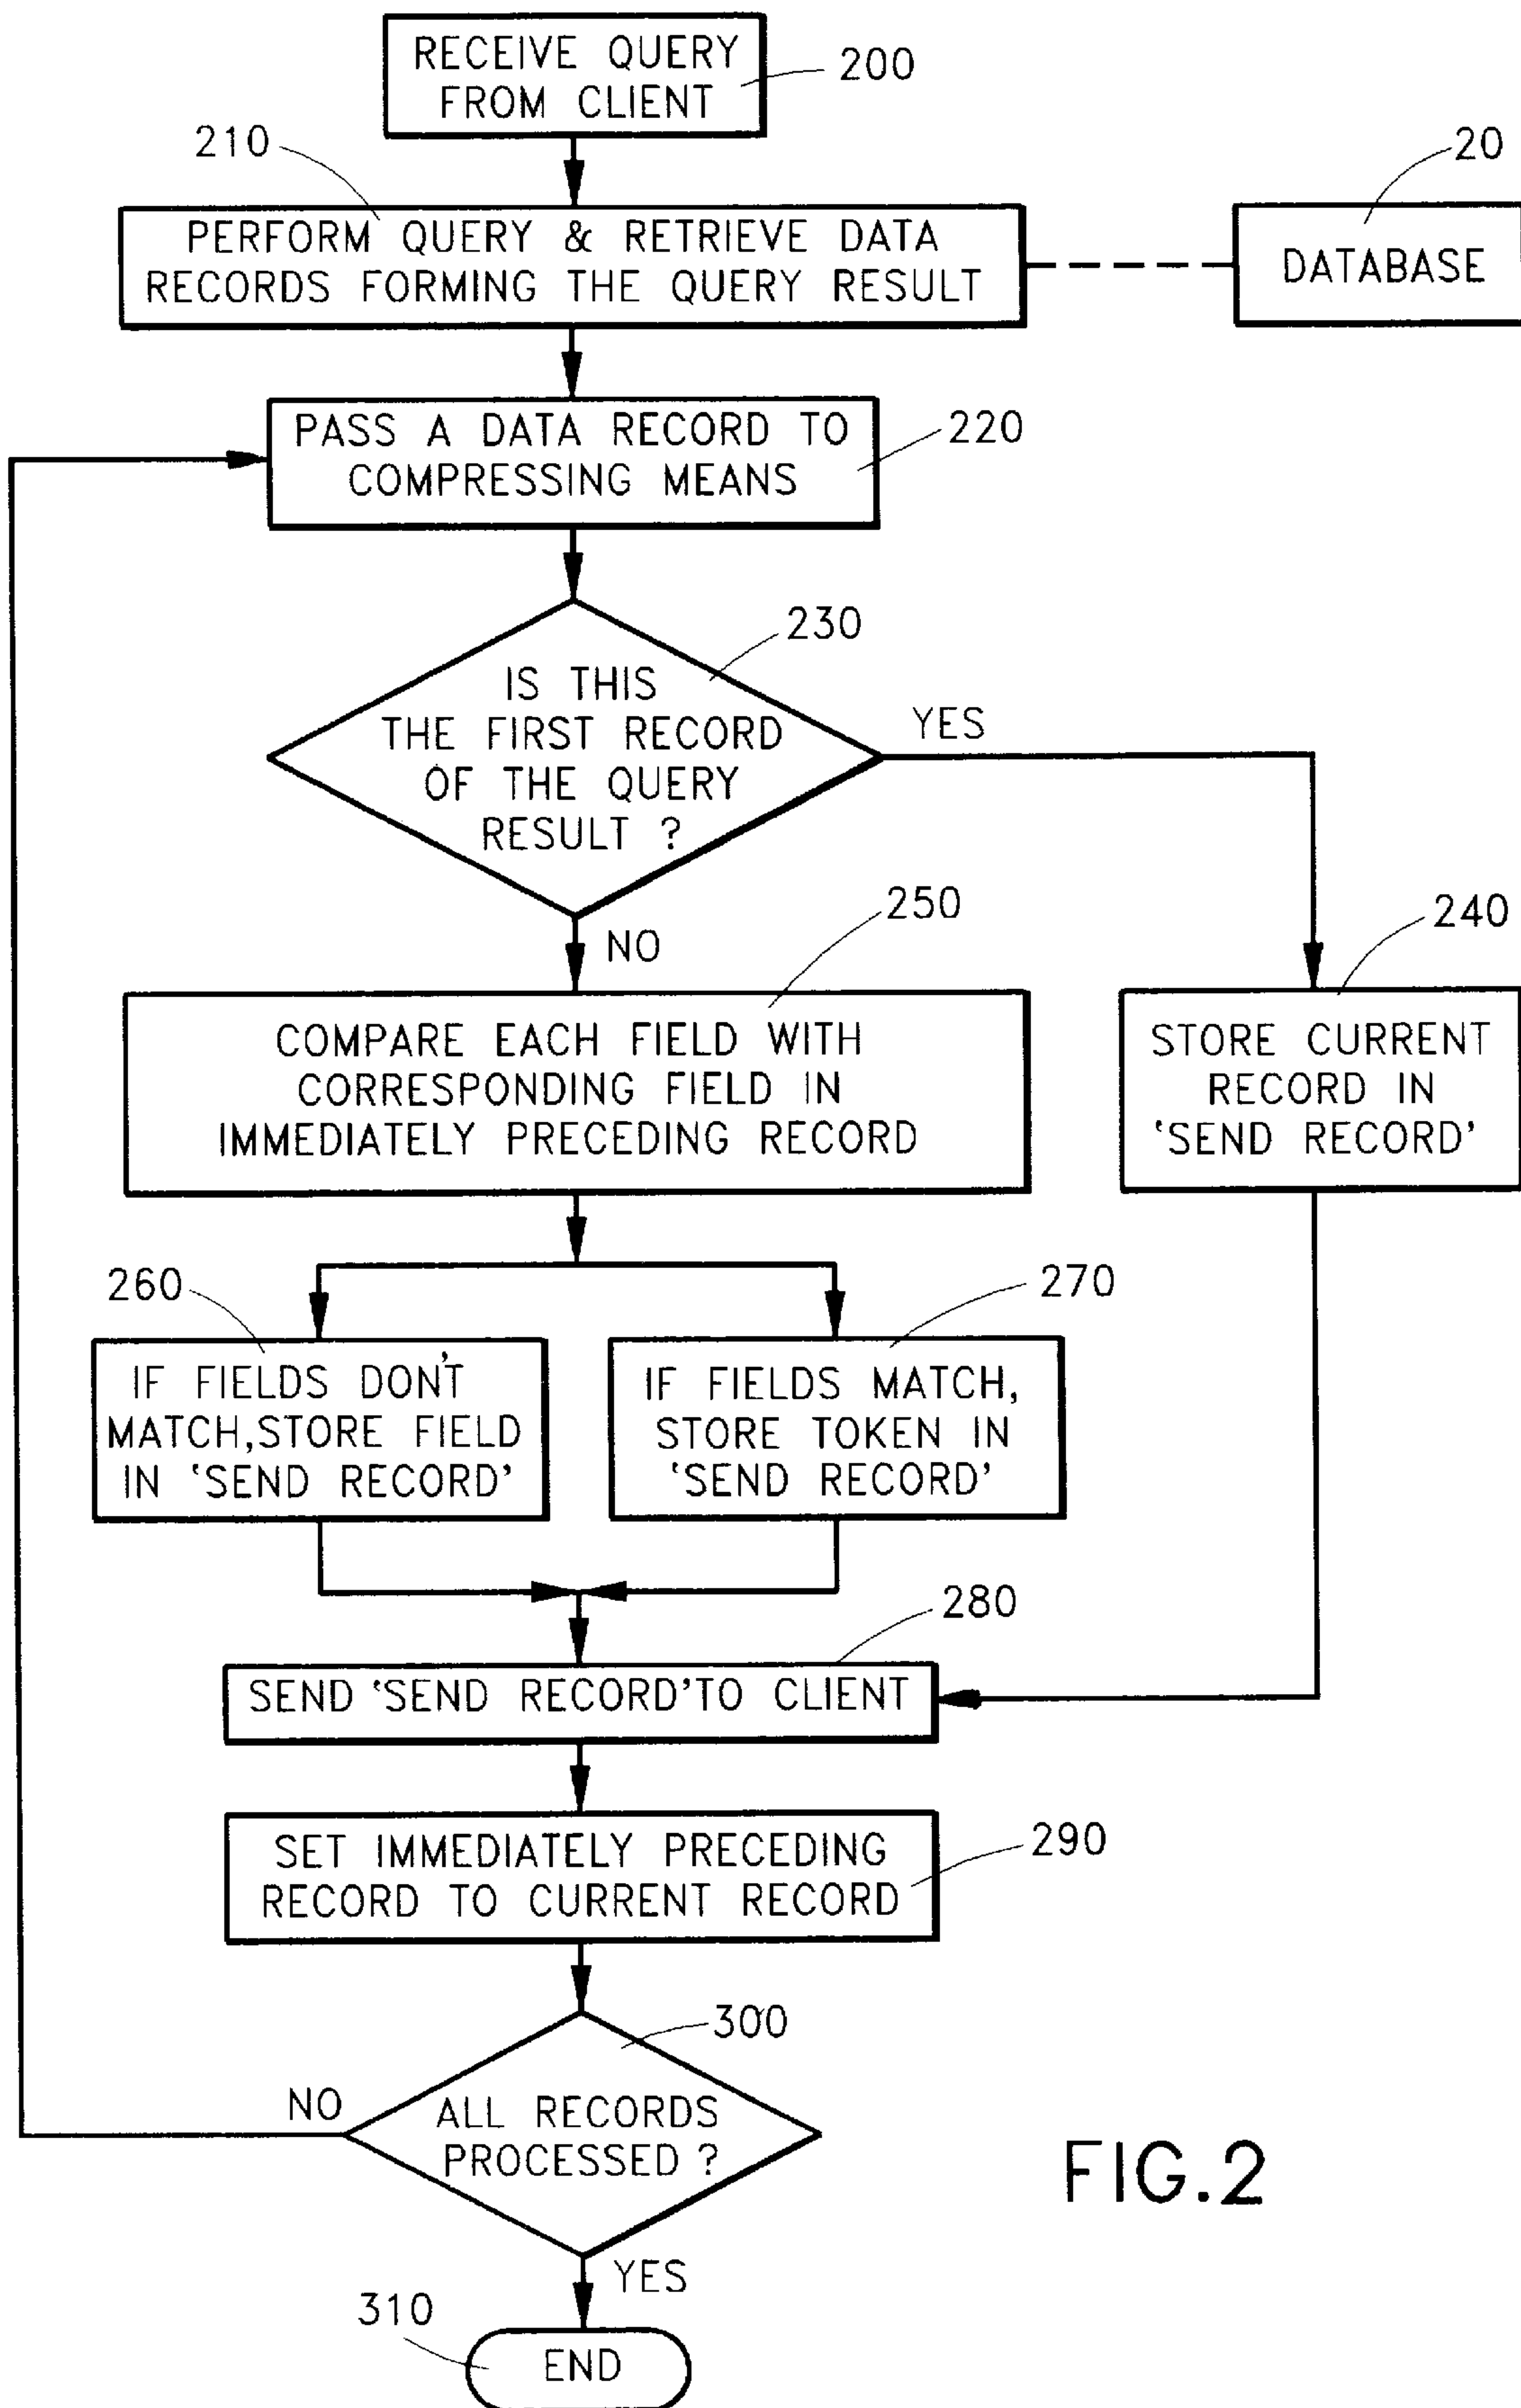 RECEIVE QUERY
FROM CLIENT
200
210
20
PERFORM QUERY & RETRIEVE DATA
RECORDS FORMING THE QUERY RESULT
DATABASE
PASS A DATA RECORD TO
COMPRESSING MEANS
220
230
IS THIS
THE FIRST RECORD
OF THE QUERY
RESULT ?
YES
NO
250
240
COMPARE EACH FIELD WITH
CORRESPONDING FIELD IN
IMMEDIATELY PRECEDING RECORD
STORE CURRENT
RECORD IN
'SEND RECORD'
260
270
IF FIELDS DON'T
MATCH,STORE FIELD
IN 'SEND RECORD'
IF FIELDS MATCH,
STORE TOKEN IN
'SEND RECORD'
280
SEND 'SEND RECORD'TO CLIENT
SET IMMEDIATELY PRECEDING
RECORD TO CURRENT RECORD
290
300
NO
ALL RECORDS
PROCESSED ?
FIG.2
YES
310
END